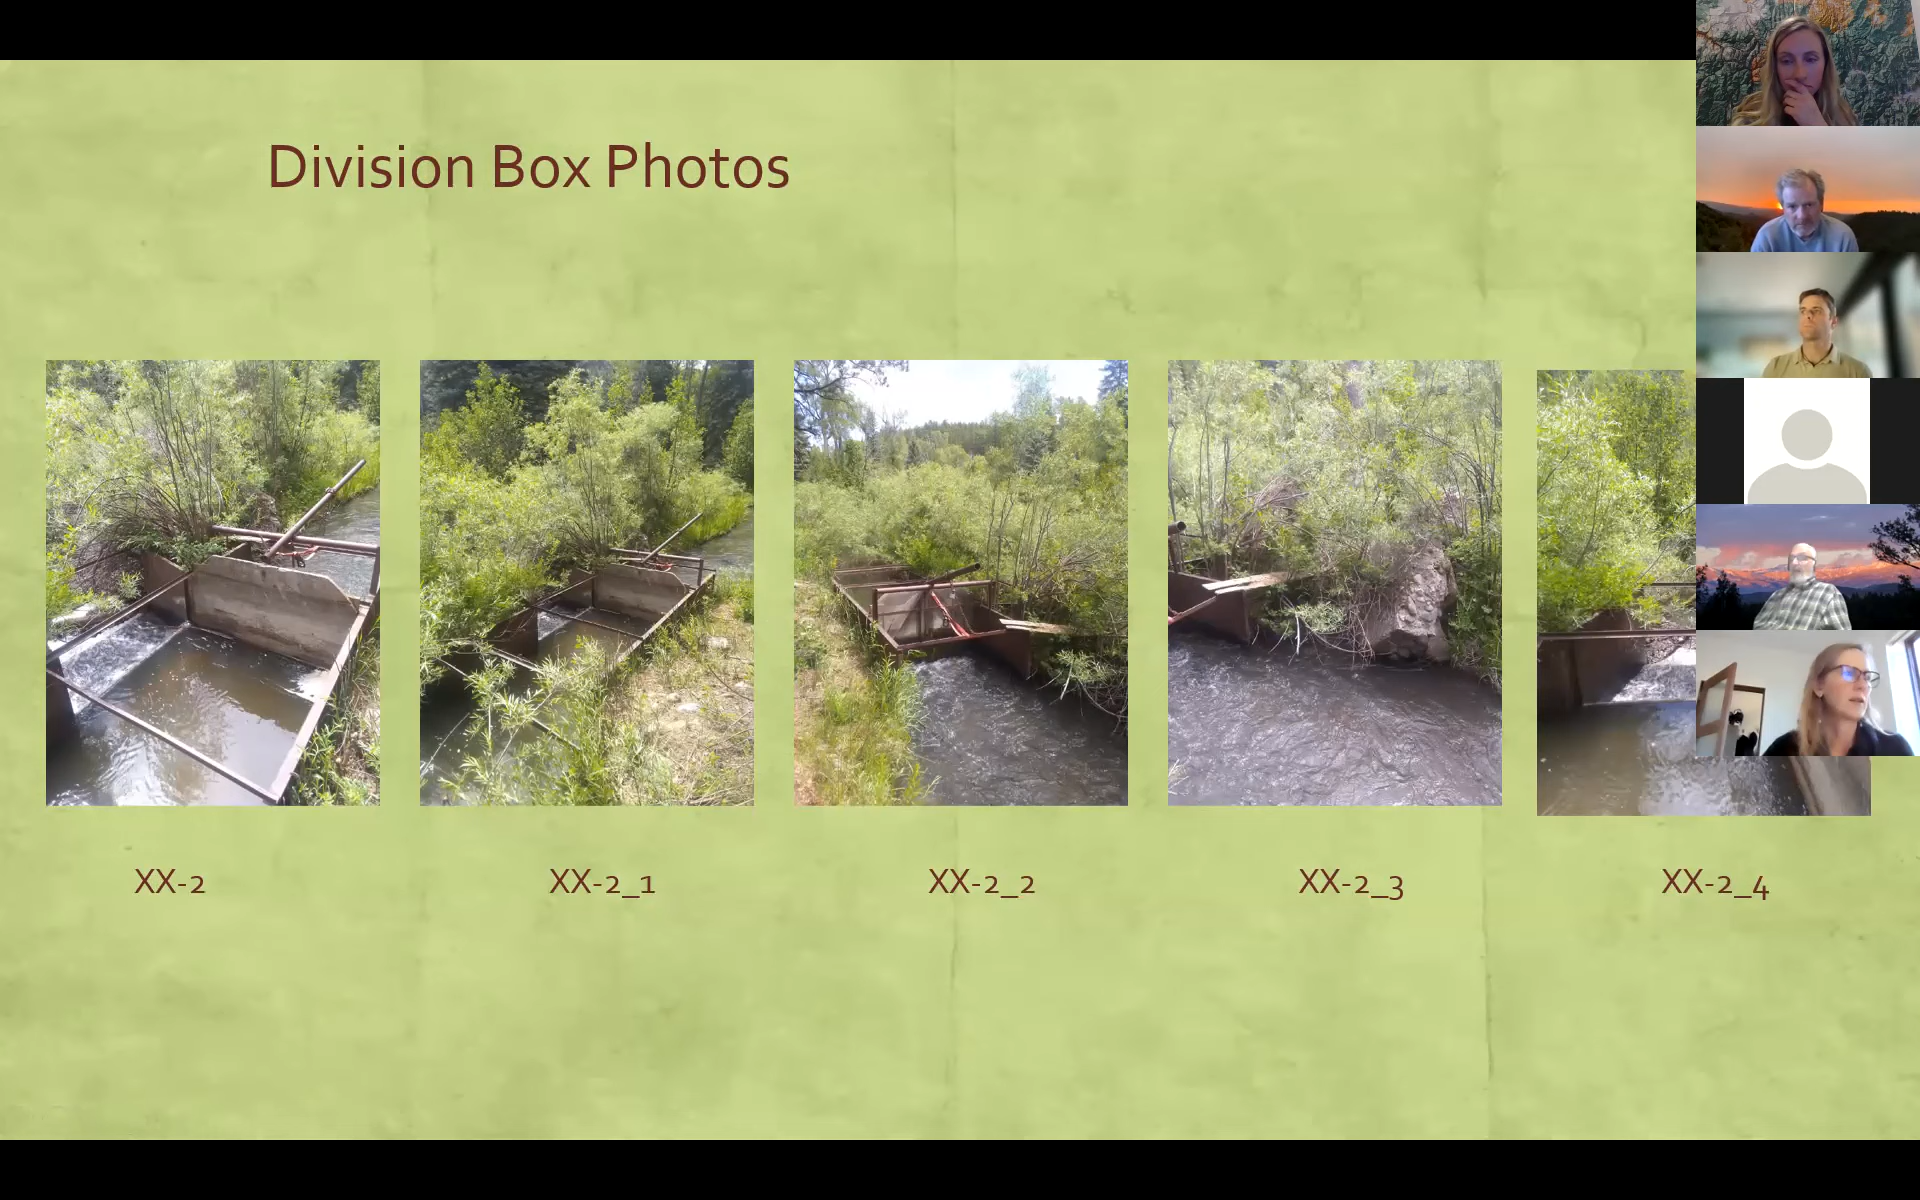 Division Box Photos
XX-2
XX-2_1
XX-2_2
XX-2_3
XX-2_4